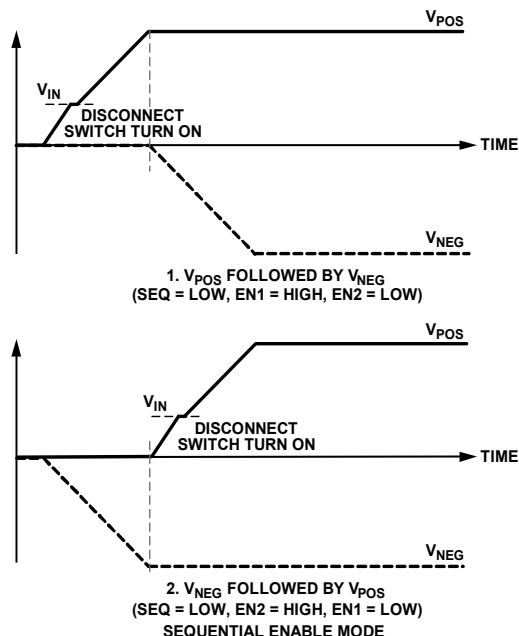 VPOS
VIN
DISCONNECT
SWITCH TURN ON
TIME
VNEG
1. VPOS FOLLOWED BY VNEG
(SEQ = LOW, EN1 = HIGH, EN2 = LOW)
VPOS
VIN
DISCONNECT
SWITCH TURN ON
TIME
VNEG
2. VNEG FOLLOWED BY VPOS
(SEQ = LOW, EN2 = HIGH, EN1 = LOW)
SEQUENTIAL ENABLE MODE